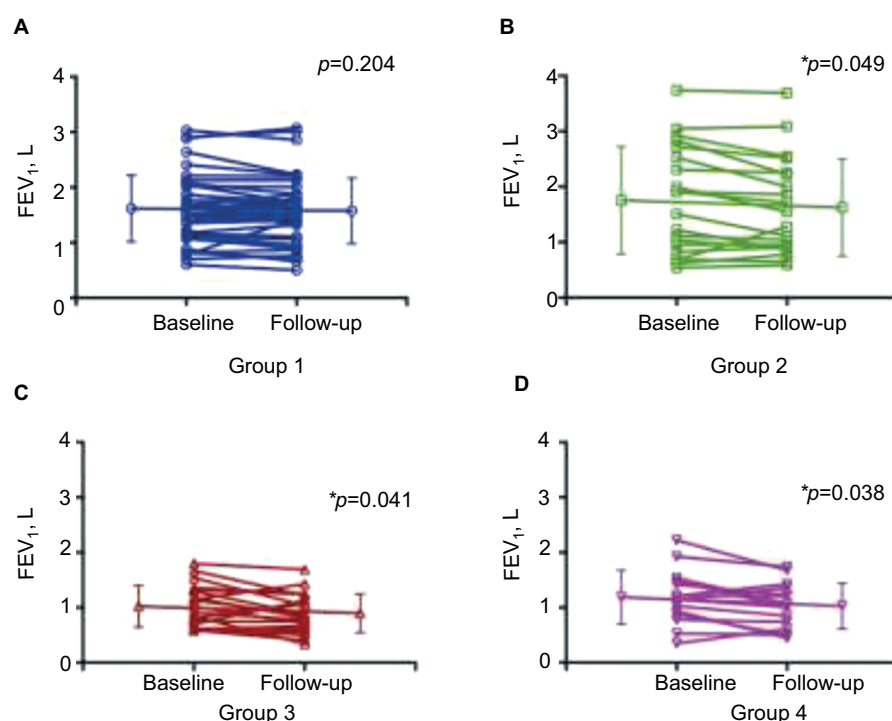 A
p=0.204
4
3
2
1
0
FEV₁, L
Baseline Follow-up
Group 1
B
*p=0.049
4
3
2
1
0
FEV₁, L
Baseline Follow-up
Group 2
C
*p=0.041
4
3
2
1
0
FEV₁, L
Baseline Follow-up
Group 3
D
*p=0.038
4
3
2
1
0
FEV₁, L
Baseline Follow-up
Group 4